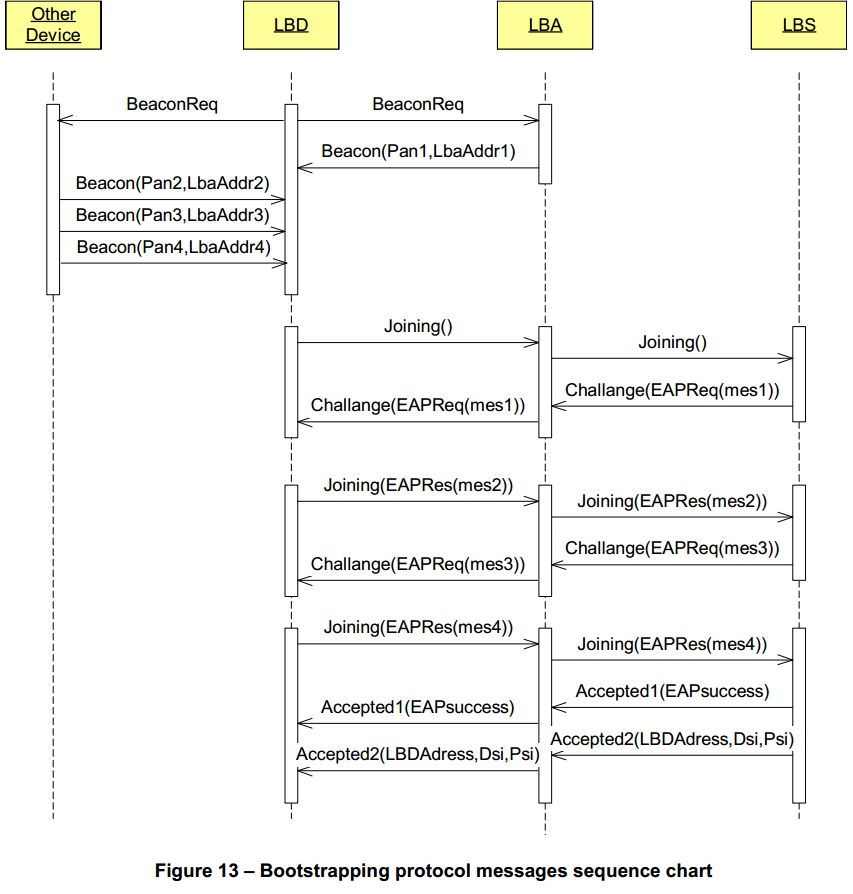 Other
Device
LBD
LBA
LBS
BeaconReq
BeaconReq
Beacon(Pan1,LbaAddr1)
Beacon(Pan2,LbaAddr2)
Beacon(Pan3,LbaAddr3)
Beacon(Pan4,LbaAddr4)
Joining()
Joining()
Challange(EAPReq(mes1))
Challange(EAPReq(mes1))
Joining(EAPRes(mes2))
Joining(EAPRes(mes2))
Challange(EAPReq(mes3))
Challange(EAPReq(mes3))
Joining(EAPRes(mes4))
Joining(EAPRes(mes4))
Accepted1(EAPsuccess)
Accepted1(EAPsuccess)
Accepted2(LBDAdress,Dsi,Psi)
Accepted2(LBDAdress,Dsi,Psi)
Figure 13 – Bootstrapping protocol messages sequence chart